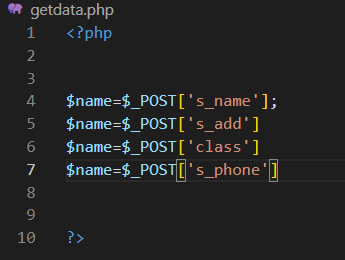 getdata.php
1 <?php
2
3
4 $name=$_POST['s_name'];
5 $name=$_POST['s_add']
6 $name=$_POST['class']
7 $name=$_POST['s_phone']
8
9
10 ?>